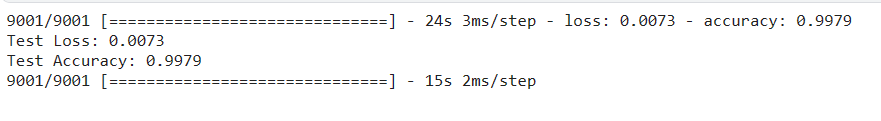 9001/9001 [==============================] - 24s 3ms/step - loss: 0.0073 - accuracy: 0.9979
Test Loss: 0.0073
Test Accuracy: 0.9979
9001/9001 [==============================] - 15s 2ms/step